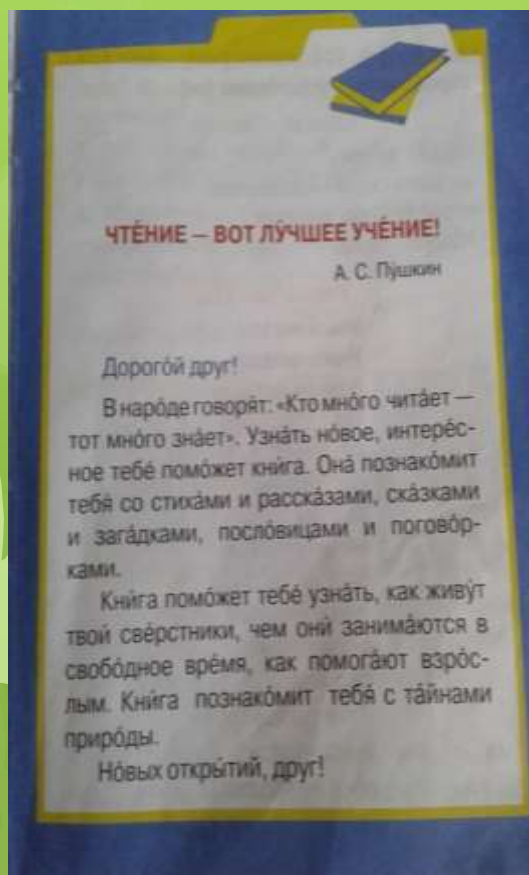 ЧТЕ́НИЕ – ВОТ ЛУ́ЧШЕЕ УЧЕ́НИЕ!
А. С. Пу́шкин
Дорого́й друг!
В наро́де говоря́т: «Кто мно́го чита́ет —
тот мно́го зна́ет». Узна́ть но́вое, интере́с-
ное тебе́ помо́жет кни́га. Она́ познако́мит
тебя́ со стиха́ми и расска́зами, ска́зками
и зага́дками, посло́вицами и погово́р-
ками.
Кни́га помо́жет тебе́ узна́ть, как живу́т
твои́ све́рстники, чем они́ занима́ются в
свобо́дное вре́мя, как помога́ют взро́с-
лым. Кни́га познако́мит тебя́ с та́йнами
приро́ды.
Но́вых откры́тий, друг!